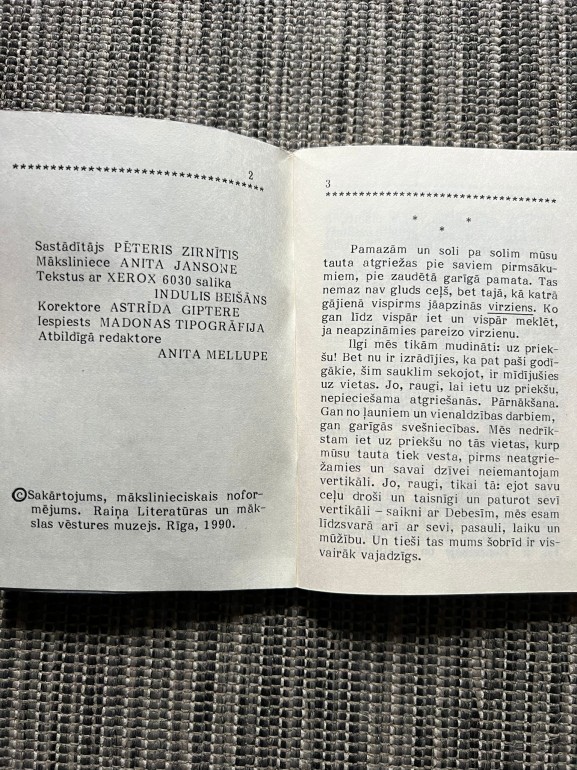 2
****************************************
Sastādītājs PĒTERIS ZIRNĪTIS
Māksliniece ANITA JANSONE
Tekstus ar XEROX 6030 salika
INDULIS BEIŠĀNS
Korektore ASTRĪDA GIPTERE
Iespiests MADONAS TIPOGRĀFIJA
Atbildīgā redaktore
ANITA MELLUPE
©Sakārtojums, mākslinieciskais nofor-
mējums. Raiņa Literatūras un māk-
slas vēstures muzejs. Rīga, 1990.
3
************************************
* *
*
Pamazām un soli pa solim mūsu
tauta atgriežas pie saviem pirmsāku-
miem, pie zaudētā garīgā pamata. Tas
nemaz nav gluds ceļš, bet tajā, kā katrā
gājienā vispirms jāapzinās virziens. Ko
gan līdz vispār iet un vispār meklēt,
ja neapzināmies pareizo virzienu.
Ilgi mēs tikām mudināti: uz priek-
šu! Bet nu ir izrādījies, ka pat paši godī-
gākie, šim sauklim sekojot, ir mīdījušies
uz vietas. Jo, raugi, lai ietu uz priekšu,
nepieciešama atgriešanās. Pārnākšana.
Gan no ļauniem un vienaldzības darbiem,
gan garīgās svešniecības. Mēs nedrīk-
stam iet uz priekšu no tās vietas, kurp
mūsu tauta tiek vesta, pirms neatgrie-
žamies un savai dzīvei neiemantojam
vertikāli. Jo, raugi, tikai tā: ejot savu
ceļu droši un taisnīgi un paturot sevī
vertikāli - saikni ar Debesīm, mēs esam
līdzsvarā arī ar sevi, pasauli, laiku un
mūžību. Un tieši tas mums šobrīd ir vis-
vairāk vajadzīgs.